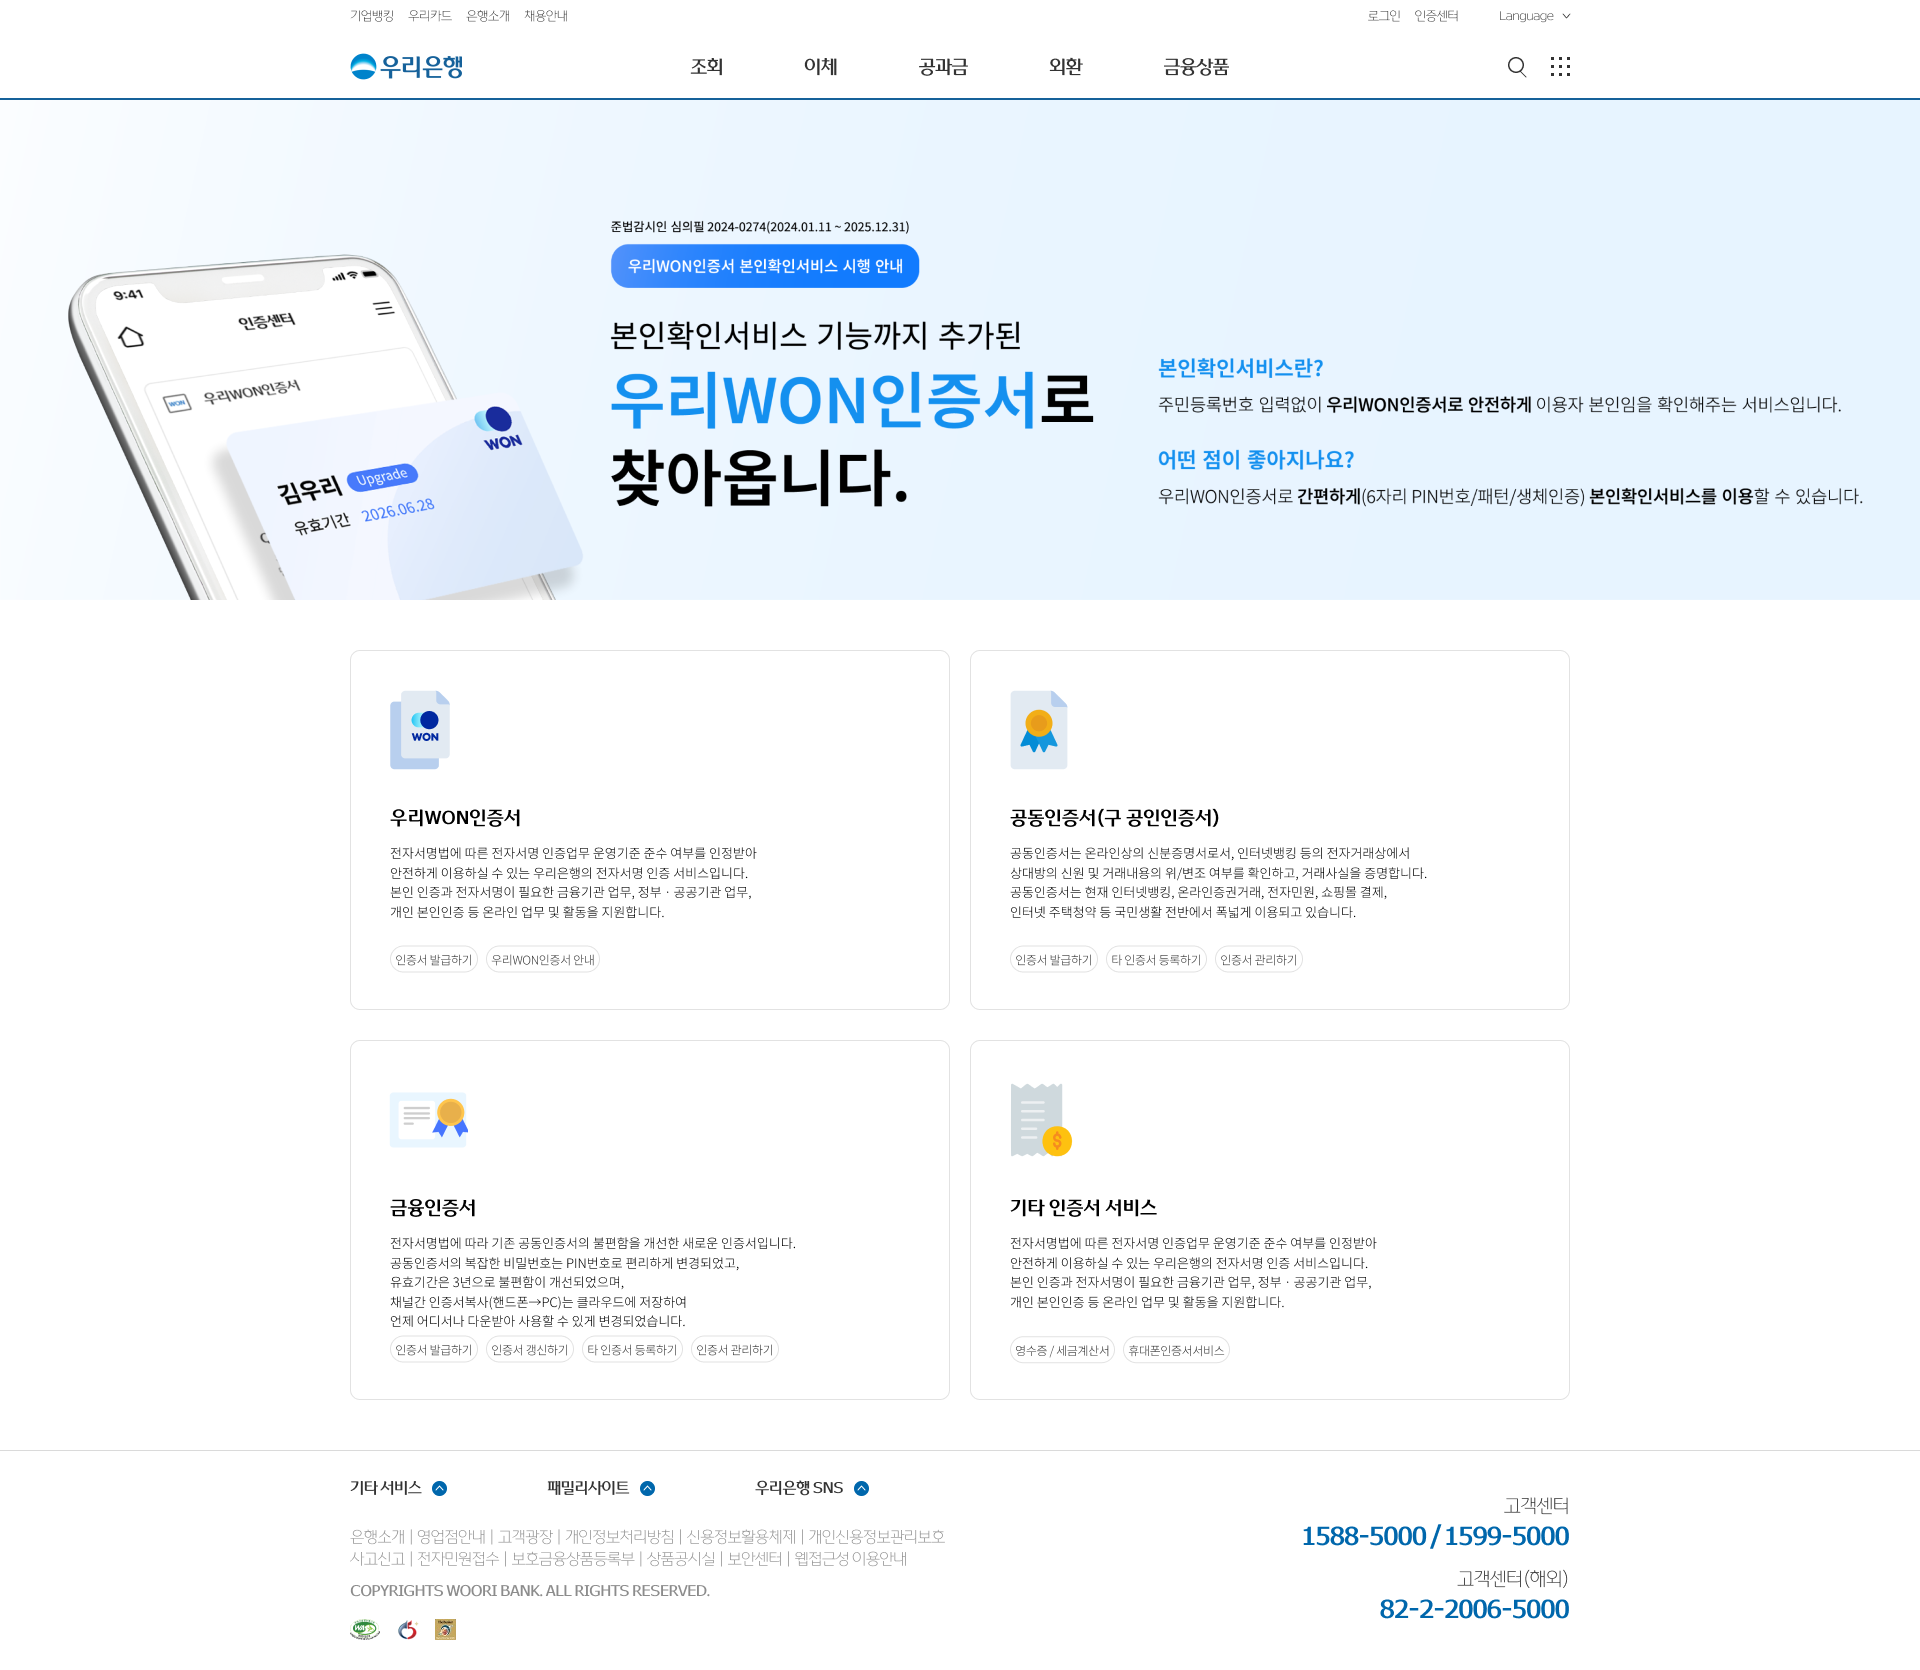 기업뱅킹 우리카드 은행소개 채용안내
로그인 인증센터 Language
우리은행
조회 이체 공과금 외환 금융상품
준법감시인 심의필 2024-0274(2024.01.11 ~ 2025.12.31)
우리WON인증서 본인확인서비스 시행 안내
본인확인서비스 기능까지 추가된
우리WON인증서로
찾아옵니다.
본인확인서비스란?
주민등록번호 입력없이 우리WON인증서로 안전하게 이용자 본인임을 확인해주는 서비스입니다.
어떤 점이 좋아지나요?
우리WON인증서로 간편하게(6자리 PIN번호/패턴/생체인증) 본인확인서비스를 이용할 수 있습니다.
9:41
인증센터
WON 우리WON인증서
WON
김우리 Upgrade
유효기간 2026.06.28
WON
우리WON인증서
전자서명법에 따른 전자서명 인증업무 운영기준 준수 여부를 인정받아
안전하게 이용하실 수 있는 우리은행의 전자서명 인증 서비스입니다.
본인 인증과 전자서명이 필요한 금융기관 업무, 정부 · 공공기관 업무,
개인 본인인증 등 온라인 업무 및 활동을 지원합니다.
인증서 발급하기 우리WON인증서 안내
공동인증서(구 공인인증서)
공동인증서는 온라인상의 신분증명서로서, 인터넷뱅킹 등의 전자거래상에서
상대방의 신원 및 거래내용의 위/변조 여부를 확인하고, 거래사실을 증명합니다.
공동인증서는 현재 인터넷뱅킹, 온라인증권거래, 전자민원, 쇼핑몰 결제,
인터넷 주택청약 등 국민생활 전반에서 폭넓게 이용되고 있습니다.
인증서 발급하기 타 인증서 등록하기 인증서 관리하기
금융인증서
전자서명법에 따라 기존 공동인증서의 불편함을 개선한 새로운 인증서입니다.
공동인증서의 복잡한 비밀번호는 PIN번호로 편리하게 변경되었고,
유효기간은 3년으로 불편함이 개선되었으며,
채널간 인증서복사(핸드폰→PC)는 클라우드에 저장하여
언제 어디서나 다운받아 사용할 수 있게 변경되었습니다.
인증서 발급하기 인증서 갱신하기 타 인증서 등록하기 인증서 관리하기
$
기타 인증서 서비스
전자서명법에 따른 전자서명 인증업무 운영기준 준수 여부를 인정받아
안전하게 이용하실 수 있는 우리은행의 전자서명 인증 서비스입니다.
본인 인증과 전자서명이 필요한 금융기관 업무, 정부 · 공공기관 업무,
개인 본인인증 등 온라인 업무 및 활동을 지원합니다.
영수증 / 세금계산서 휴대폰인증서서비스
기타 서비스 패밀리사이트 우리은행 SNS
은행소개 | 영업점안내 | 고객광장 | 개인정보처리방침 | 신용정보활용체제 | 개인신용정보관리보호
사고신고 | 전자민원접수 | 보호금융상품등록부 | 상품공시실 | 보안센터 | 웹접근성 이용안내
COPYRIGHTS WOORI BANK. ALL RIGHTS RESERVED.
고객센터
1588-5000 / 1599-5000
고객센터(해외)
82-2-2006-5000